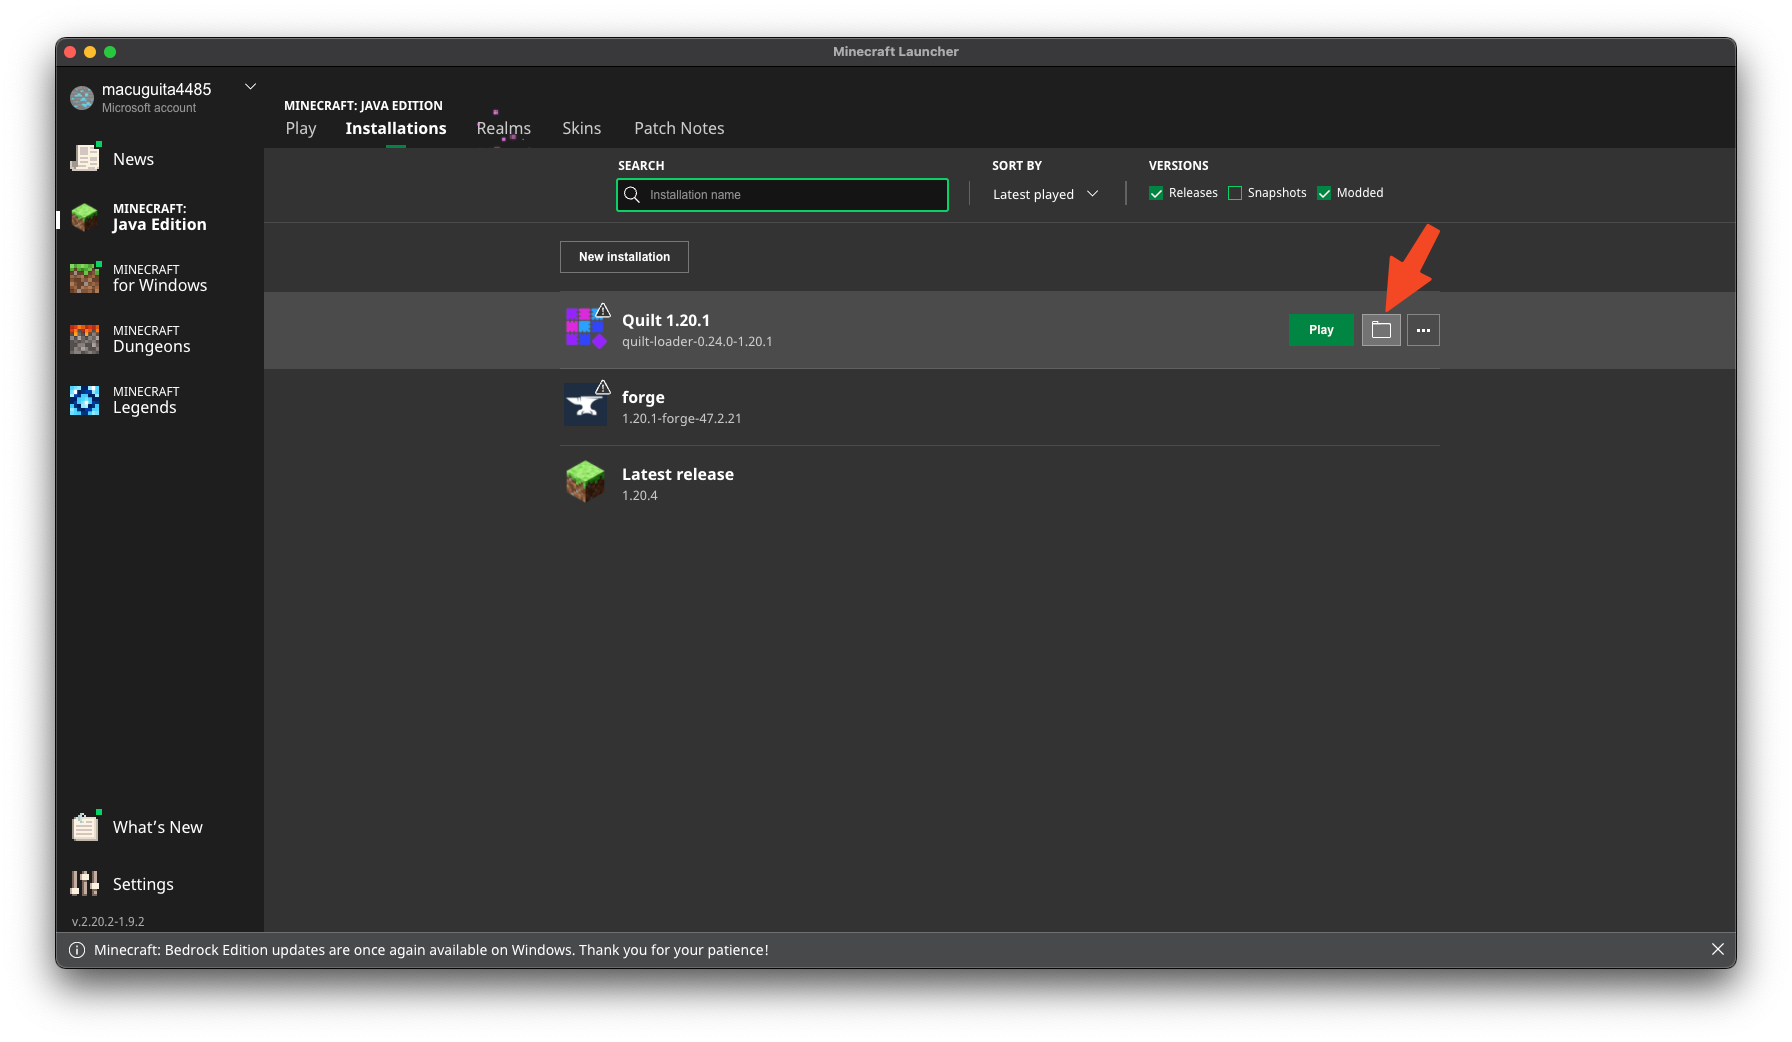 Minecraft Launcher
macuguita4485
Microsoft account
News
MINECRAFT:
Java Edition
MINECRAFT
for Windows
MINECRAFT
Dungeons
MINECRAFT
Legends
What's New
Settings
v.2.20.2-1.9.2
MINECRAFT: JAVA EDITION
Play Installations Realms Skins Patch Notes
SEARCH SORT BY VERSIONS
Installation name Latest played Releases Snapshots Modded
New installation
Quilt 1.20.1
quilt-loader-0.24.0-1.20.1
Play
forge
1.20.1-forge-47.2.21
Latest release
1.20.4
Minecraft: Bedrock Edition updates are once again available on Windows. Thank you for your patience!